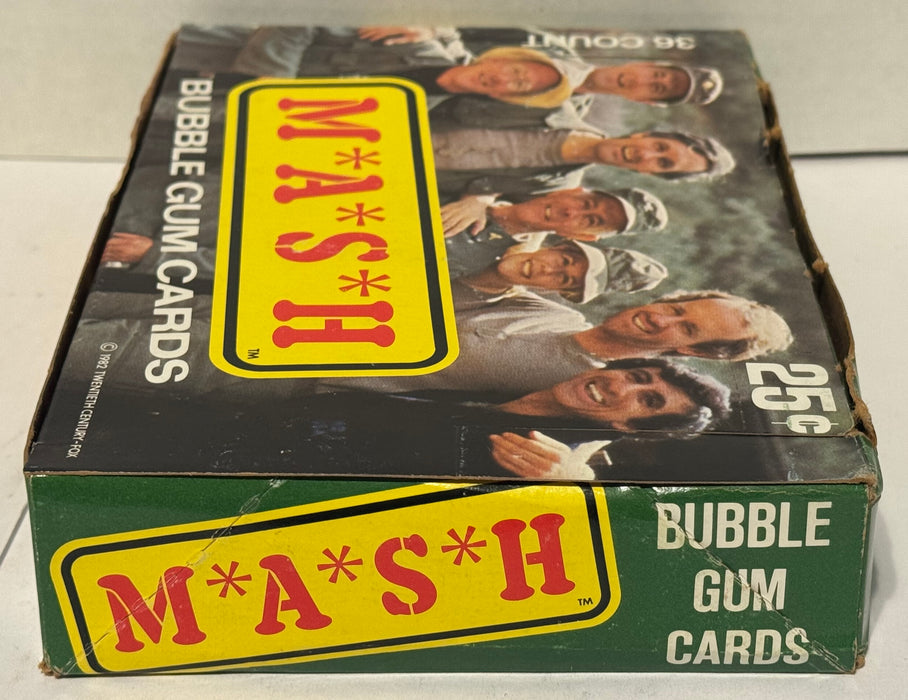 36 COUNT
M*A*S*H
™
BUBBLE GUM CARDS
25¢
© 1982 TWENTIETH CENTURY-FOX
M*A*S*H
™
BUBBLE
GUM
CARDS